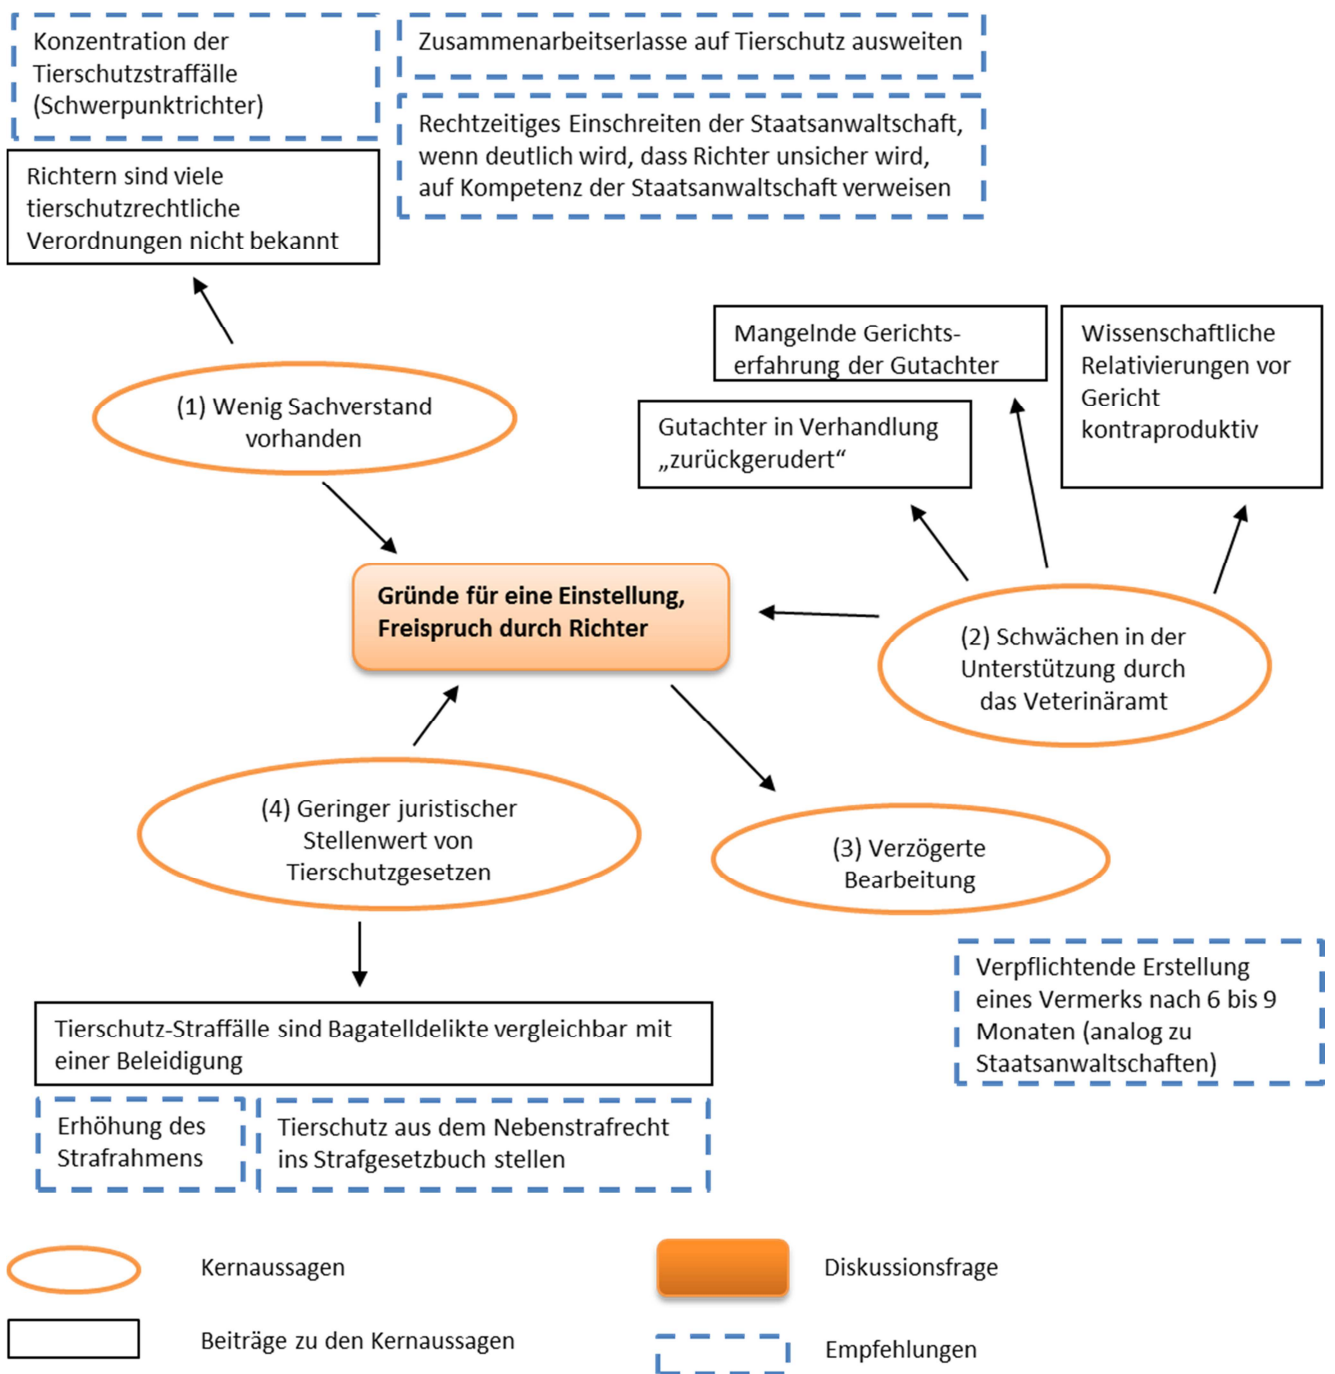 Konzentration der
Tierschutzstraffälle
(Schwerpunktrichter)
Zusammenarbeitserlasse auf Tierschutz ausweiten
Rechtzeitiges Einschreiten der Staatsanwaltschaft,
wenn deutlich wird, dass Richter unsicher wird,
auf Kompetenz der Staatsanwaltschaft verweisen
Richtern sind viele
tierschutzrechtliche
Verordnungen nicht bekannt
Mangelnde Gerichts-
erfahrung der Gutachter
Wissenschaftliche
Relativierungen vor
Gericht
kontraproduktiv
(1) Wenig Sachverstand
vorhanden
Gutachter in Verhandlung
„zurückgerudert“
Gründe für eine Einstellung,
Freispruch durch Richter
(2) Schwächen in der
Unterstützung durch
das Veterinäramt
(4) Geringer juristischer
Stellenwert von
Tierschutzgesetzen
(3) Verzögerte
Bearbeitung
Verpflichtende Erstellung
eines Vermerks nach 6 bis 9
Monaten (analog zu
Staatsanwaltschaften)
Tierschutz-Straffälle sind Bagatelldelikte vergleichbar mit
einer Beleidigung
Erhöhung des
Strafrahmens
Tierschutz aus dem Nebenstrafrecht
ins Strafgesetzbuch stellen
Kernaussagen
Diskussionsfrage
Beiträge zu den Kernaussagen
Empfehlungen